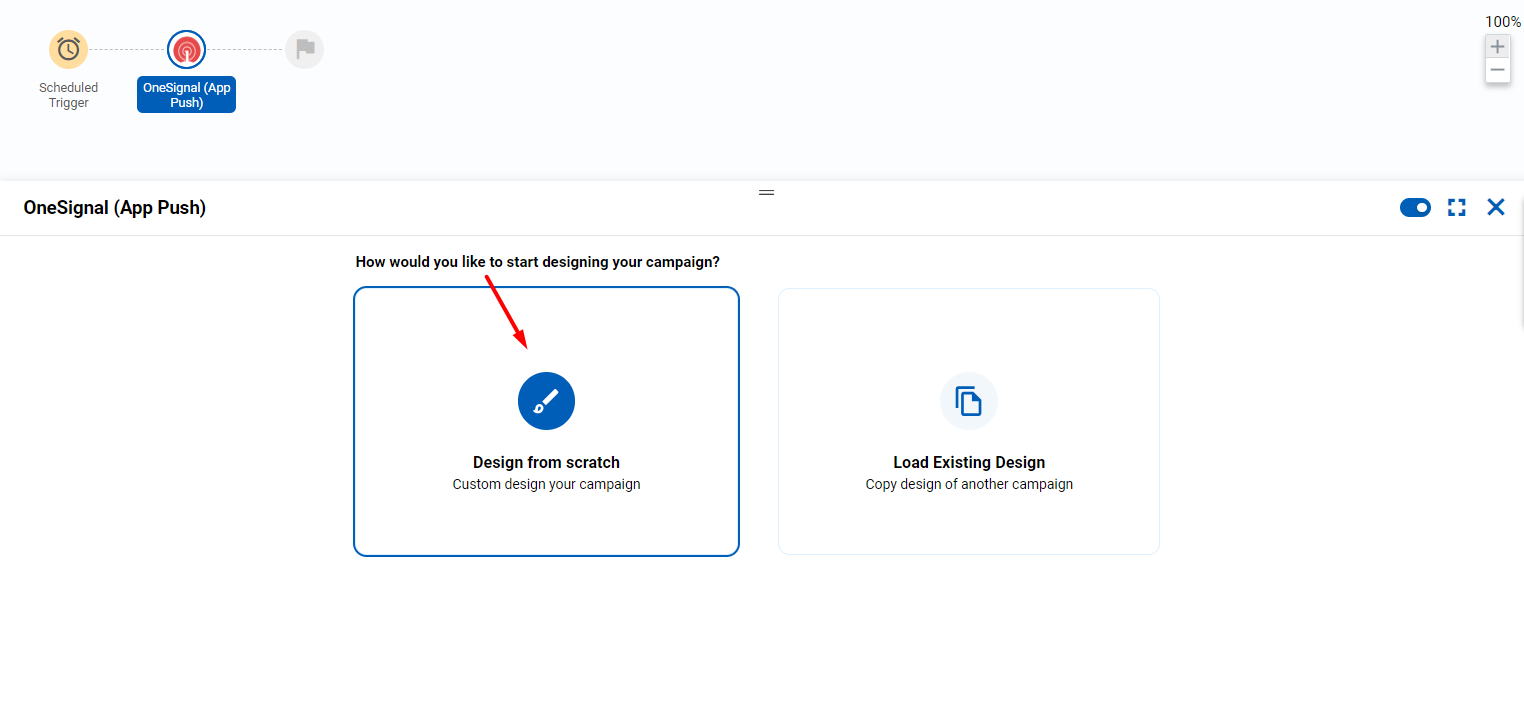 100%
Scheduled
Trigger
OneSignal (App
Push)
OneSignal (App Push)
How would you like to start designing your campaign?
Design from scratch
Custom design your campaign
Load Existing Design
Copy design of another campaign